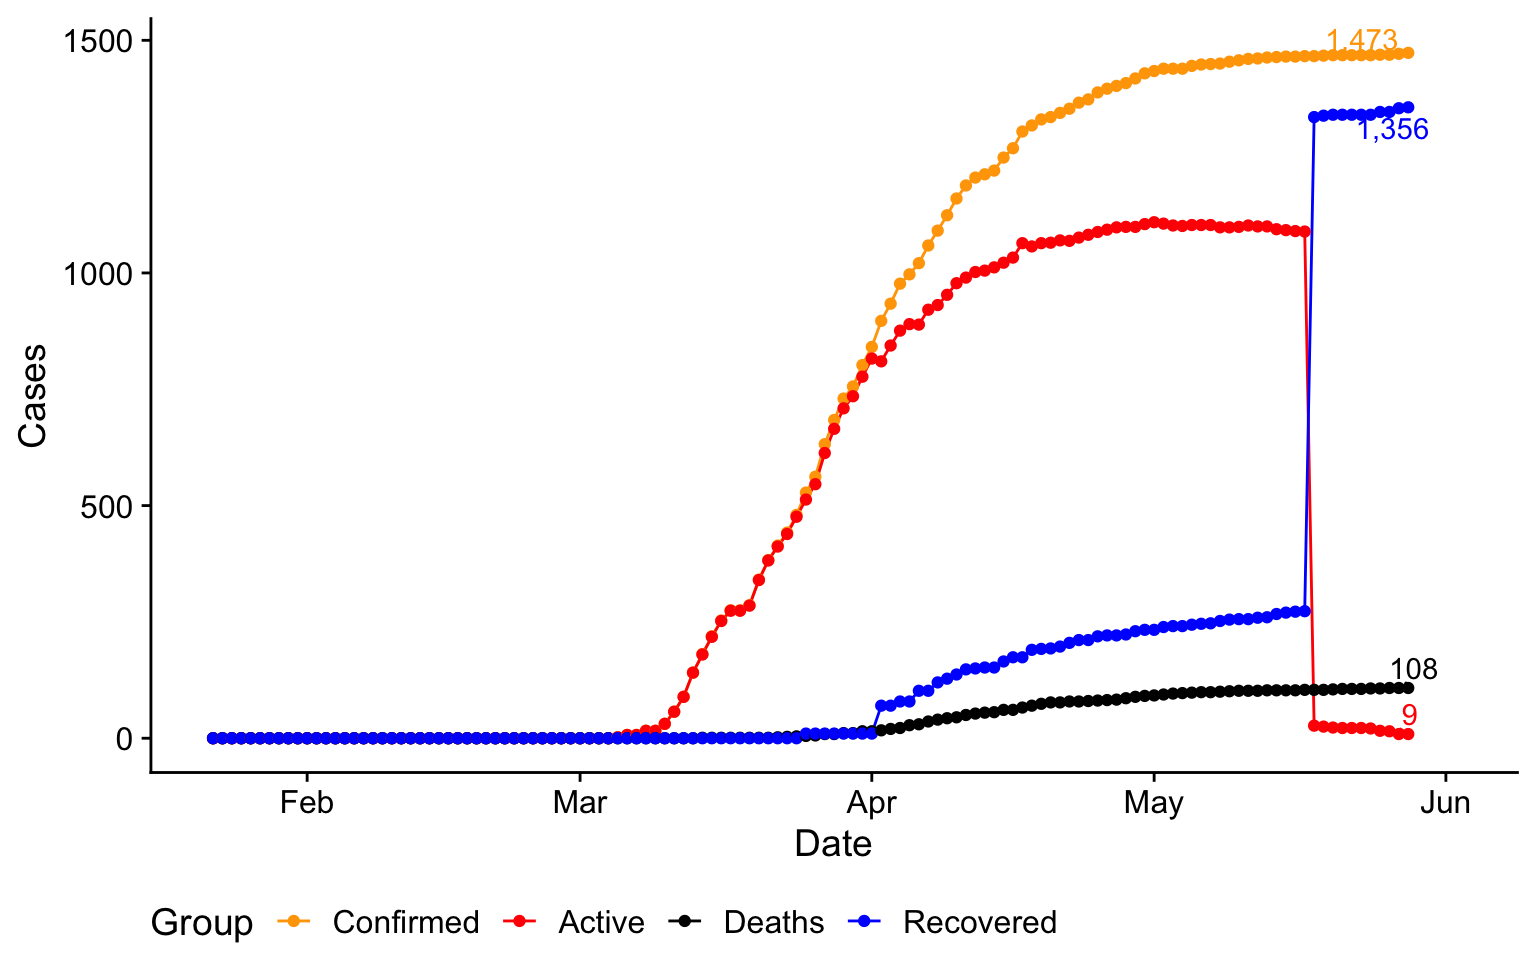 1500
1,473
1,356
1000
Cases
500
108
9
0
Feb Mar Apr May Jun
Date
Group Confirmed Active Deaths Recovered